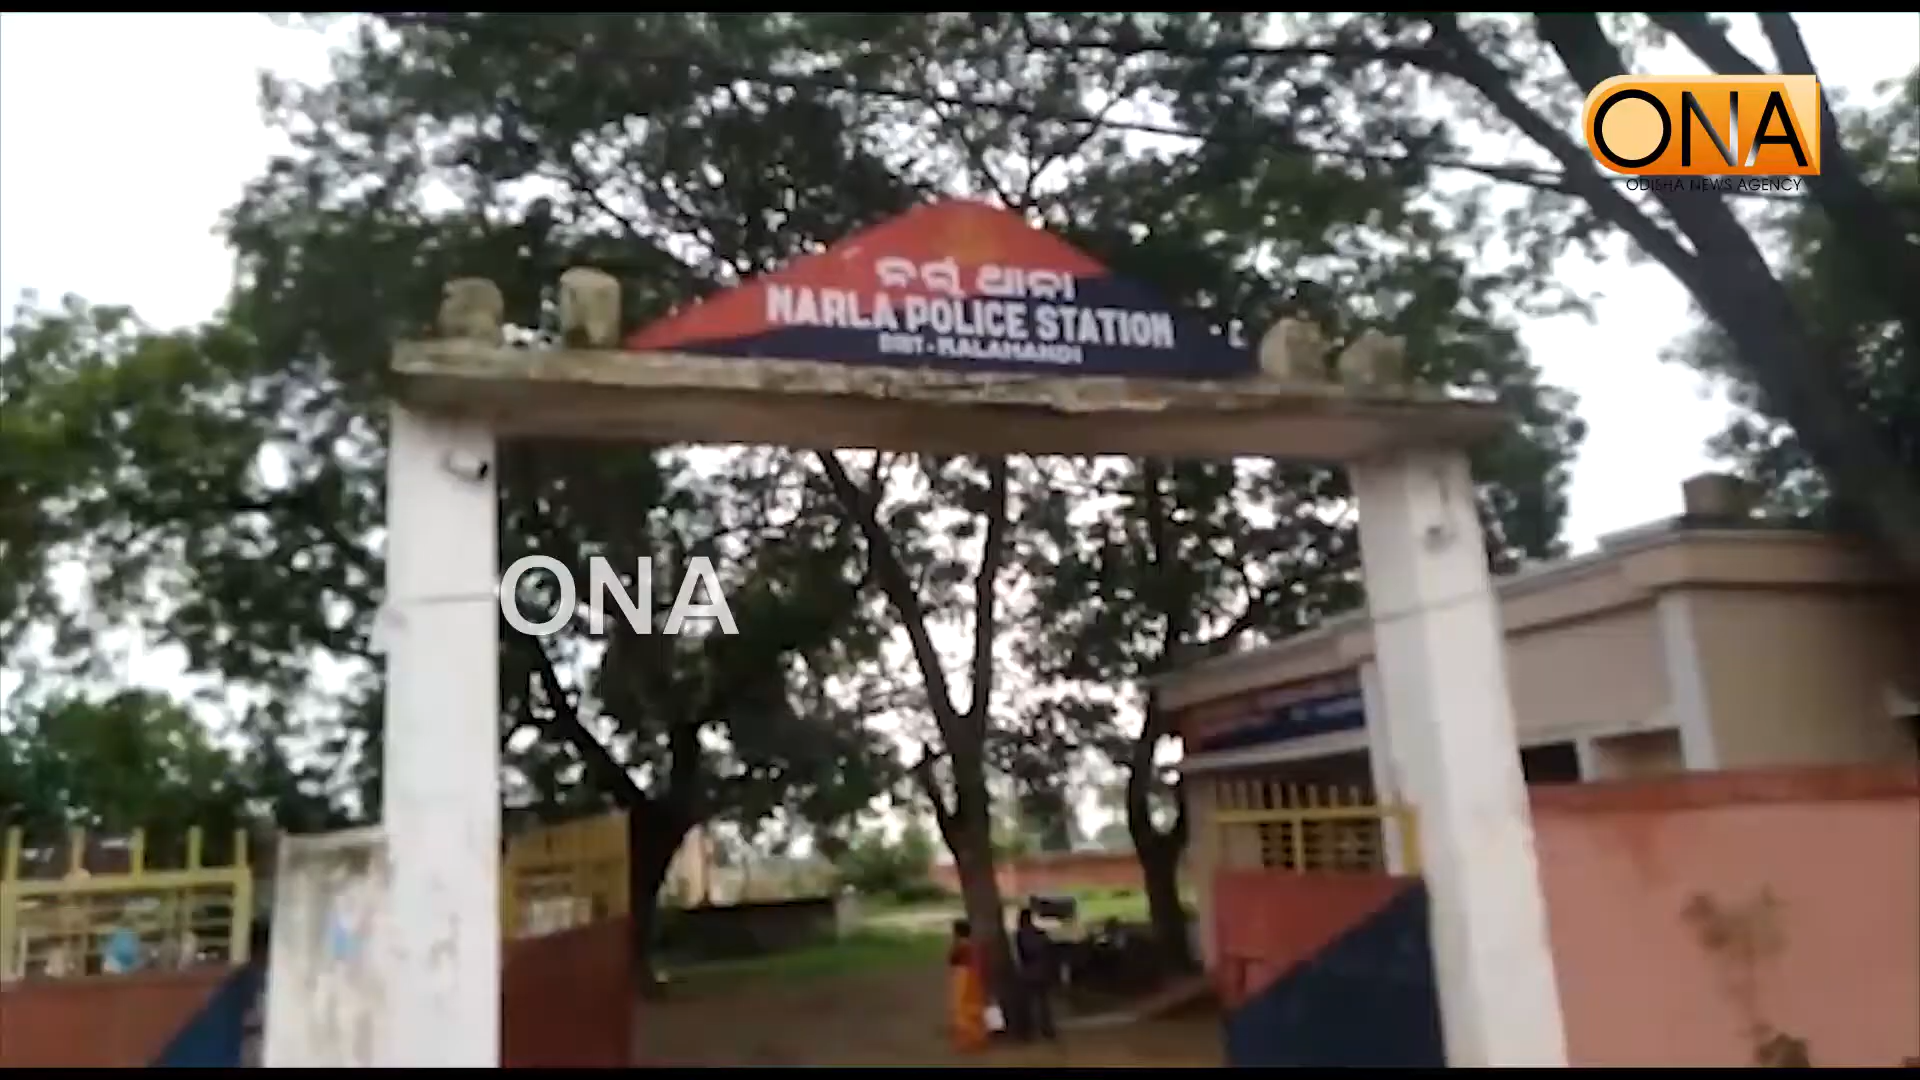 ONA
ODISHA NEWS AGENCY
ନର୍ଲା ଥାନା
NARLA POLICE STATION
DIST-KALAHANDI
ONA